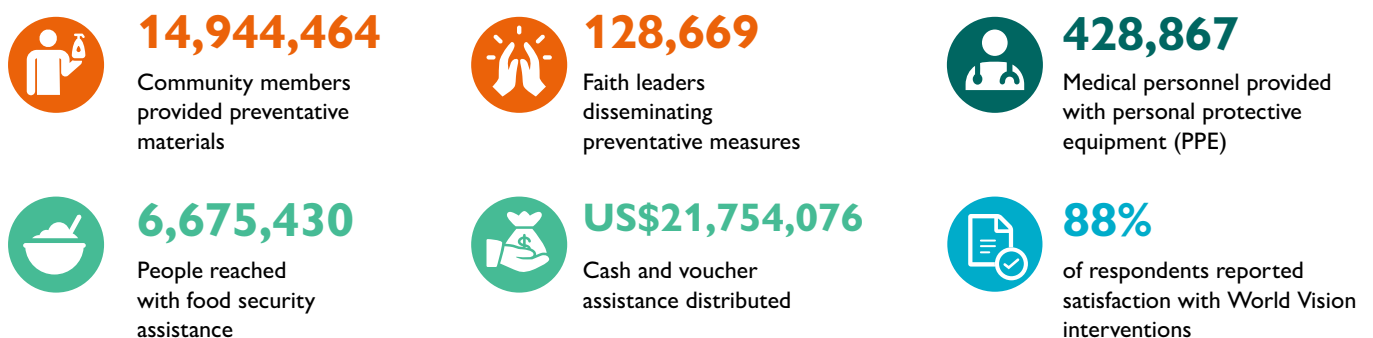 14,944,464
Community members
provided preventative
materials
128,669
Faith leaders
disseminating
preventative measures
428,867
Medical personnel provided
with personal protective
equipment (PPE)
6,675,430
People reached
with food security
assistance
$
US$21,754,076
Cash and voucher
assistance distributed
88%
of respondents reported
satisfaction with World Vision
interventions